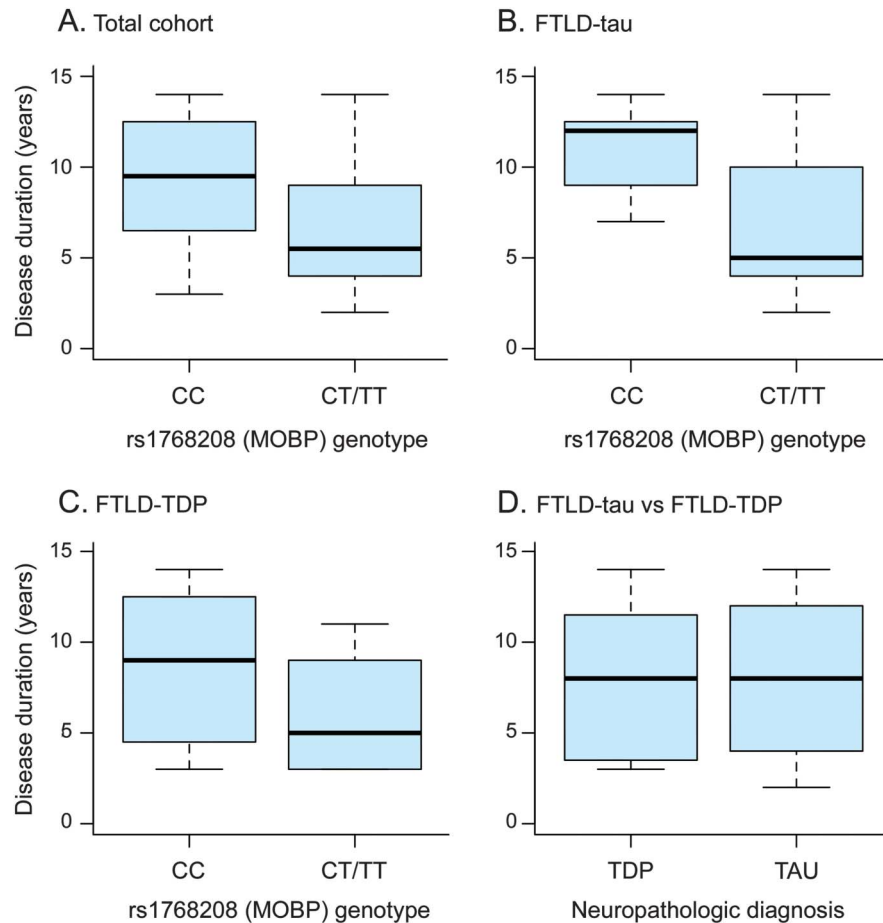 A. Total cohort
Disease duration (years)
15
10
5
0
CC CT/TT
rs1768208 (MOBP) genotype
B. FTLD-tau
15
10
5
0
CC CT/TT
rs1768208 (MOBP) genotype
C. FTLD-TDP
Disease duration (years)
15
10
5
0
CC CT/TT
rs1768208 (MOBP) genotype
D. FTLD-tau vs FTLD-TDP
15
10
5
0
TDP TAU
Neuropathologic diagnosis